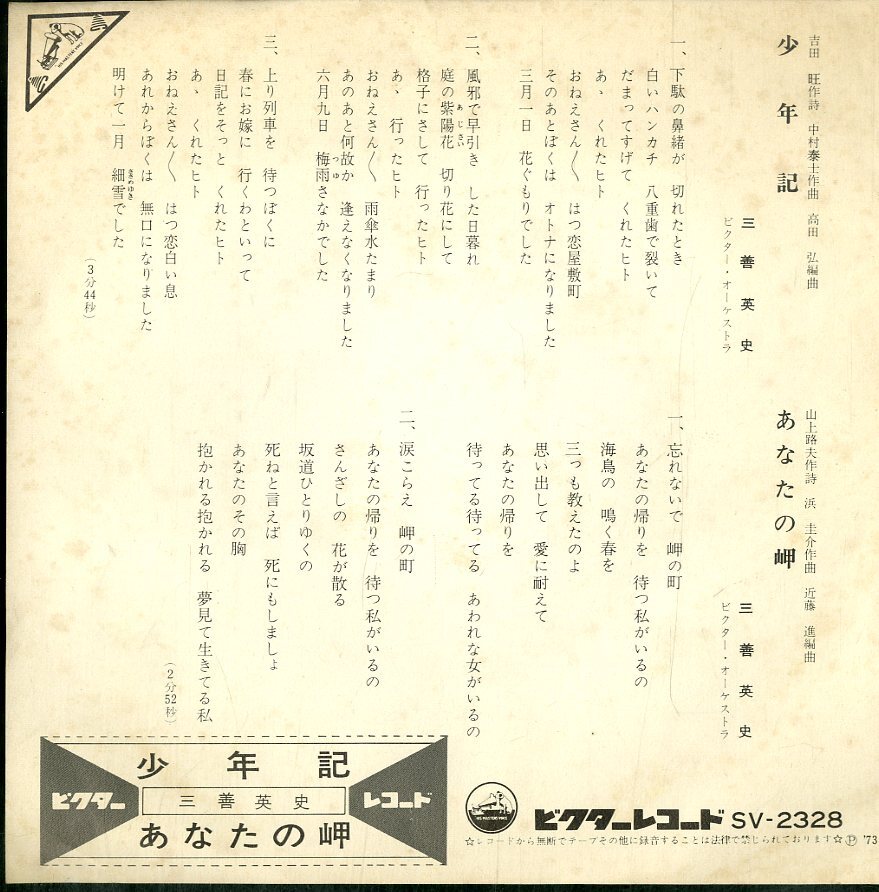 少年記
吉田 旺作詩 中村泰士作曲 高田 弘編曲
三善英史
ビクター・オーケストラ
一、下駄の鼻緒が 切れたとき
白いハンカチ 八重歯で裂いて
だまってすげて くれたヒト
あゝ くれたヒト
おねえさん〳〵 はつ恋屋敷町
そのあとぼくは オトナになりました
三月一日 花ぐもりでした
二、風邪で早引き した日暮れ
庭の紫陽花 切り花にして
あじさい
格子にさして 行ったヒト
あゝ 行ったヒト
おねえさん〳〵 雨傘水たまり
あのあと何故か 逢えなくなりました
六月九日 梅雨さなかでした
つゆ
三、上り列車を 待つぼくに
春にお嫁に 行くわといって
日記をそっと くれたヒト
あゝ くれたヒト
おねえさん〳〵 はつ恋白い息
あれからぼくは 無口になりました
明けて一月 細雪でした
ささめゆき
(3分44秒)
あなたの岬
山上路夫作詩 浜 圭介作曲 近藤 進編曲
三善英史
ビクター・オーケストラ
一、忘れないで 岬の町
あなたの帰りを 待つ私がいるの
海鳥の 鳴く春を
三つも教えたのよ
思い出して 愛に耐えて
あなたの帰りを
待ってる待ってる あわれな女がいるの
二、涙こらえ 岬の町
あなたの帰りを 待つ私がいるの
さんざしの 花が散る
坂道ひとりゆくの
死ねと言えば 死にもしましょ
あなたのその胸
抱かれる抱かれる 夢見て生きてる私
(2分52秒)
少年記
ビクター 三善英史 レコード
あなたの岬
HIS MASTER'S VOICE
ビクターレコード SV-2328
☆レコードから無断でテープその他に録音することは法律で禁じられております☆Ⓟ '73